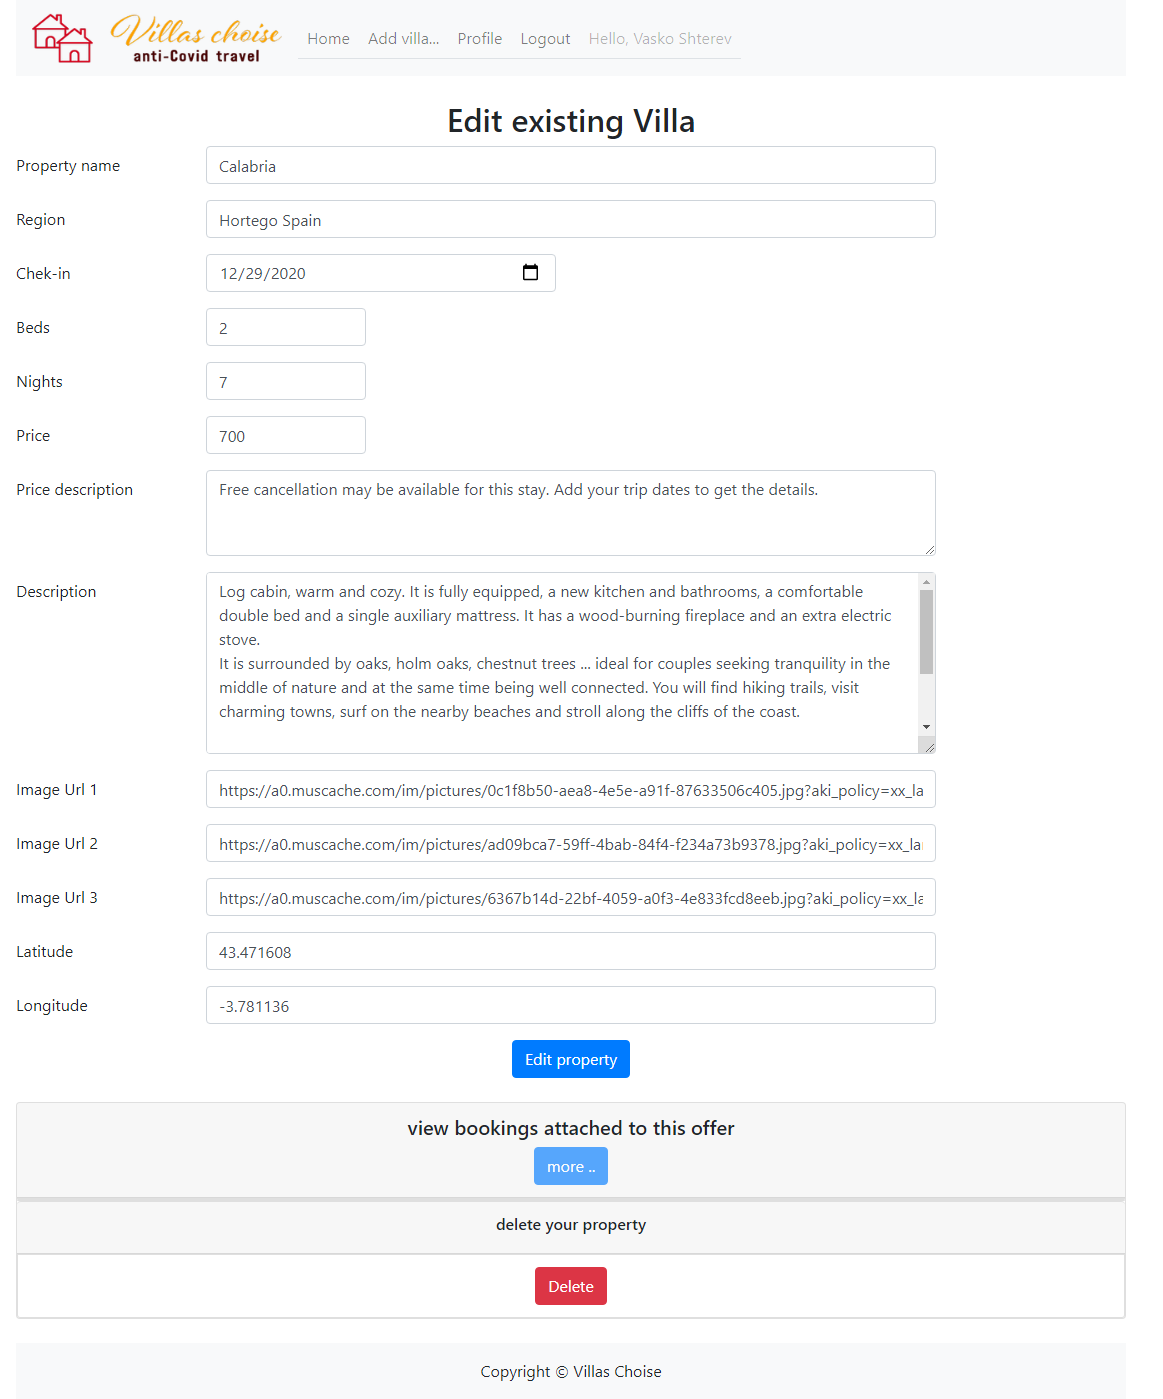 Villas choise
anti-Covid travel
Home Add villa... Profile Logout Hello, Vasko Shterev
Edit existing Villa
Property name Calabria
Region Hortego Spain
Chek-in 12/29/2020
Beds 2
Nights 7
Price 700
Price description Free cancellation may be available for this stay. Add your trip dates to get the details.
Description Log cabin, warm and cozy. It is fully equipped, a new kitchen and bathrooms, a comfortable
double bed and a single auxiliary mattress. It has a wood-burning fireplace and an extra electric
stove.
It is surrounded by oaks, holm oaks, chestnut trees ... ideal for couples seeking tranquility in the
middle of nature and at the same time being well connected. You will find hiking trails, visit
charming towns, surf on the nearby beaches and stroll along the cliffs of the coast.
Image Url 1 https://a0.muscache.com/im/pictures/0c1f8b50-aea8-4e5e-a91f-87633506c405.jpg?aki_policy=xx_la
Image Url 2 https://a0.muscache.com/im/pictures/ad09bca7-59ff-4bab-84f4-f234a73b9378.jpg?aki_policy=xx_la
Image Url 3 https://a0.muscache.com/im/pictures/6367b14d-22bf-4059-a0f3-4e833fcd8eeb.jpg?aki_policy=xx_la
Latitude 43.471608
Longitude -3.781136
Edit property
view bookings attached to this offer
more ..
delete your property
Delete
Copyright © Villas Choise